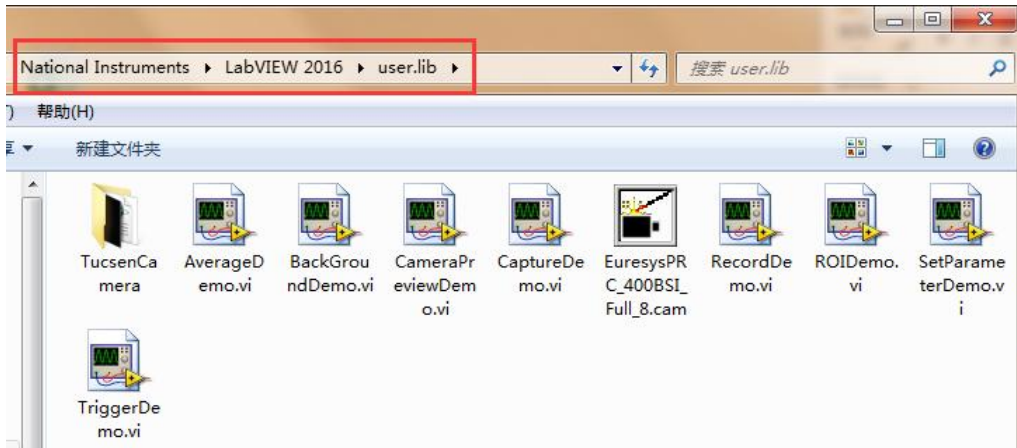 National Instruments ▸ LabVIEW 2016 ▸ user.lib ▸
搜索 user.lib
) 帮助(H)
享 ▼ 新建文件夹
TucsenCa
mera
AverageD
emo.vi
BackGrou
ndDemo.vi
CameraPr
eviewDem
o.vi
CaptureDe
mo.vi
EuresysPR
C_400BSI_
Full_8.cam
RecordDe
mo.vi
ROIDemo.
vi
SetParame
terDemo.v
i
TriggerDe
mo.vi